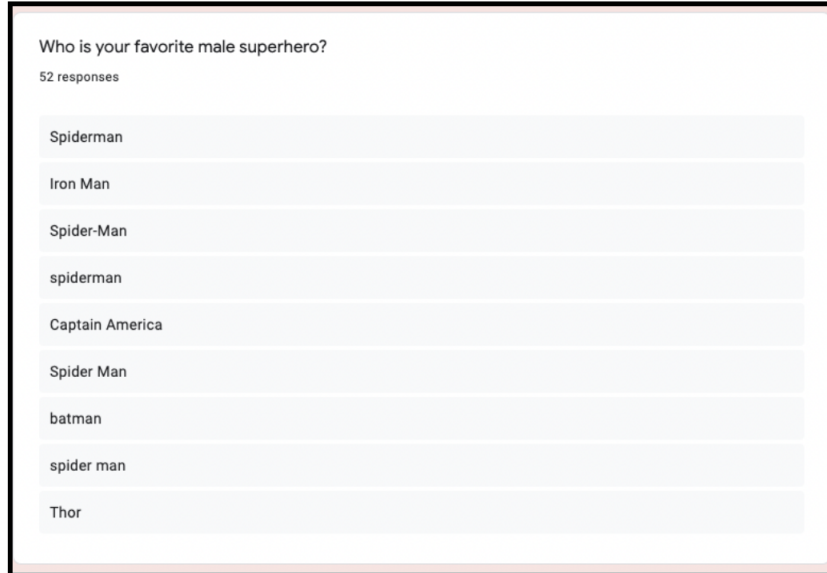 Who is your favorite male superhero?
52 responses
Spiderman
Iron Man
Spider-Man
spiderman
Captain America
Spider Man
batman
spider man
Thor